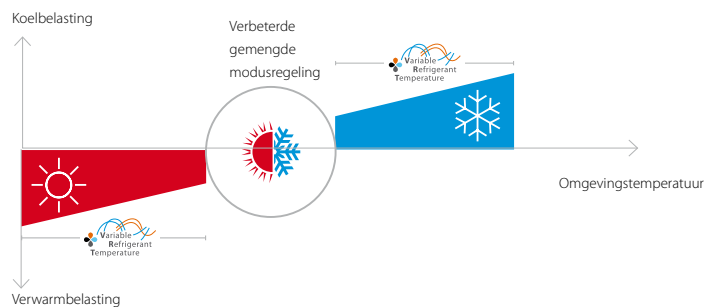 Koelbelasting
Verbeterde
gemengde
modusregeling
Variable
Refrigerant
Temperature
Omgevingstemperatuur
Variable
Refrigerant
Temperature
Verwarmbelasting